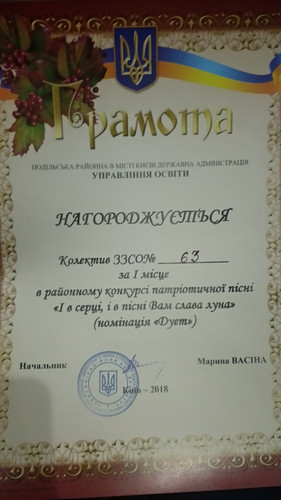 Грамота
ПОДІЛЬСЬКА РАЙОННА В МІСТІ КИЄВІ ДЕРЖАВНА АДМІНІСТРАЦІЯ
УПРАВЛІННЯ ОСВІТИ
НАГОРОДЖУЄТЬСЯ
Колектив ЗЗСО№ 63
за І місце
в районному конкурсі патріотичної пісні
«І в серці, і в пісні Вам слава луна»
(номінація «Дует»)
Начальник Марина ВАСІНА
Київ – 2018